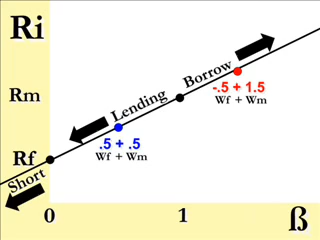 Ri
Borrow
-.5 + 1.5
Wf + Wm
Rm
Lending
.5 + .5
Wf + Wm
Rf
Short
0
1
ß